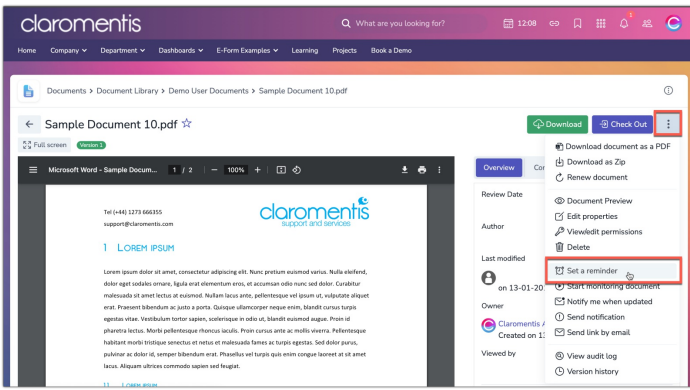 claromentis
What are you looking for?
12:08
1
Home Company Department Dashboards E-Form Examples Learning Projects Book a Demo
Documents > Document Library > Demo User Documents > Sample Document 10.pdf
Sample Document 10.pdf
Download
Check Out
Full screen
Version 1
Microsoft Word - Sample Docum...
1 / 2
100%
Tel (+44) 1273 666355
support@claromentis.com
claromentis
support and services
1 LOREM IPSUM
Lorem ipsum dolor sit amet, consectetur adipiscing elit. Nunc pretium euismod varius. Nulla eleifend,
dolor eget sodales ornare, ligula erat elementum eros, et accumsan odio nunc sed dolor. Curabitur
malesuada sit amet lectus at euismod. Nullam lacus ante, pellentesque vel ipsum ut, vulputate aliquet
erat. Praesent bibendum ac justo a porta. Quisque ullamcorper neque enim, blandit cursus turpis
egestas vitae. Vestibulum tortor sapien, scelerisque in odio ut, blandit euismod augue. Proin id
pharetra lectus. Morbi pellentesque rhoncus iaculis. Proin cursus ante ac mollis viverra. Pellentesque
habitant morbi tristique senectus et netus et malesuada fames ac turpis egestas. Sed dolor purus,
pulvinar ac dolor id, semper bibendum erat. Phasellus vel turpis quis enim congue laoreet at sit amet
lacus. Aliquam ultrices commodo sapien sed feugiat.
1.1 LOREM IPSUM
Overview
Review Date
Author
Last modified
on 13-01-20
Owner
Claromentis A
Created on 13
Viewed by
Download document as a PDF
Download as Zip
Renew document
Document Preview
Edit properties
View/edit permissions
Delete
Set a reminder
Start monitoring document
Notify me when updated
Send notification
Send link by email
View audit log
Version history